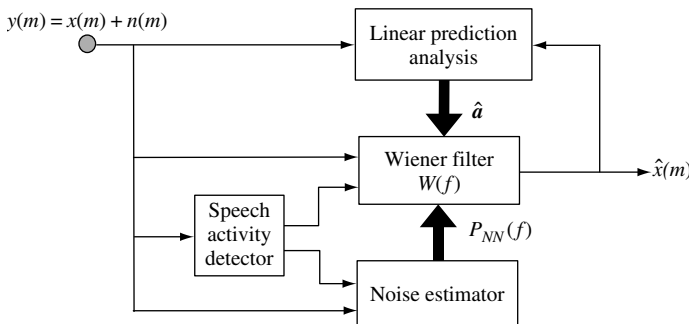 y(m) = x(m) + n(m)
Linear prediction
analysis
â
Wiener filter
W(f)
x̂(m)
Speech
activity
detector
P_NN(f)
Noise estimator